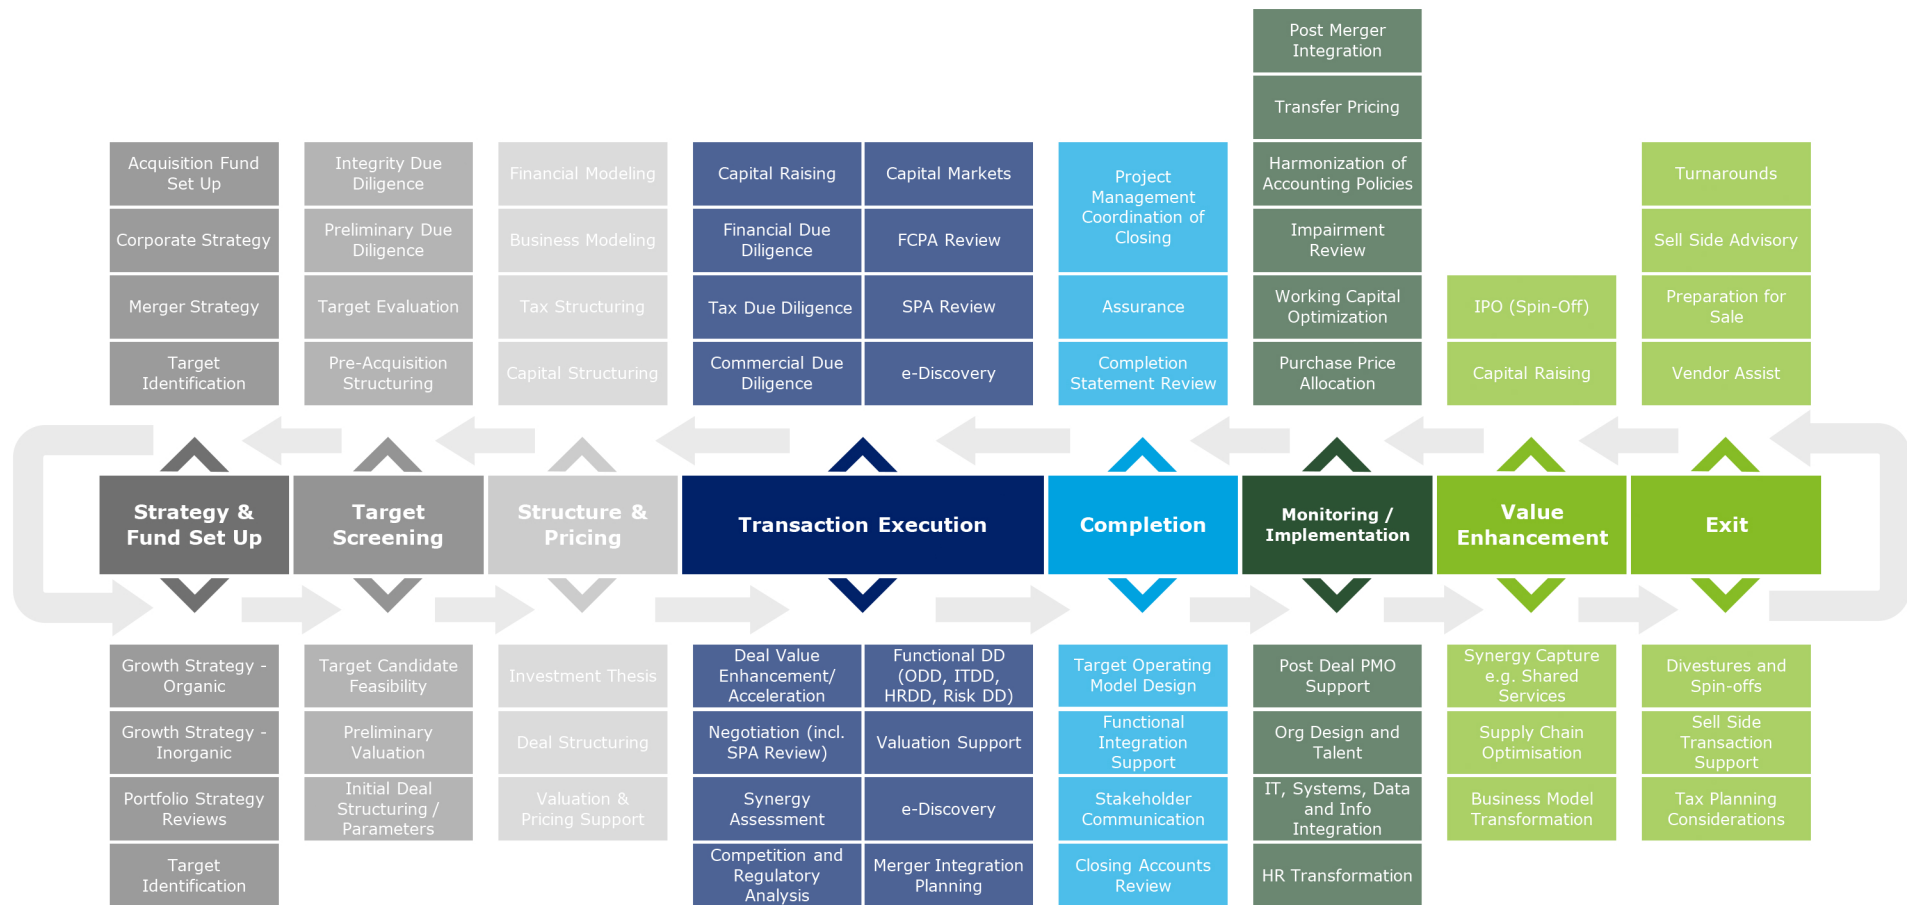 Post Merger
Integration
Transfer Pricing
Acquisition Fund
Set Up
Integrity Due
Diligence
Financial Modeling
Capital Raising
Capital Markets
Project
Management
Coordination of
Closing
Harmonization of
Accounting Policies
Turnarounds
Corporate Strategy
Preliminary Due
Diligence
Business Modeling
Financial Due
Diligence
FCPA Review
Impairment
Review
Sell Side Advisory
Merger Strategy
Target Evaluation
Tax Structuring
Tax Due Diligence
SPA Review
Assurance
Working Capital
Optimization
IPO (Spin-Off)
Preparation for
Sale
Target
Identification
Pre-Acquisition
Structuring
Capital Structuring
Commercial Due
Diligence
e-Discovery
Completion
Statement Review
Purchase Price
Allocation
Capital Raising
Vendor Assist
Strategy &
Fund Set Up
Target
Screening
Structure &
Pricing
Transaction Execution
Completion
Monitoring /
Implementation
Value
Enhancement
Exit
Growth Strategy -
Organic
Target Candidate
Feasibility
Investment Thesis
Deal Value
Enhancement/
Acceleration
Functional DD
(ODD, ITDD,
HRDD, Risk DD)
Target Operating
Model Design
Post Deal PMO
Support
Synergy Capture
e.g. Shared
Services
Divestures and
Spin-offs
Growth Strategy -
Inorganic
Preliminary
Valuation
Deal Structuring
Negotiation (incl.
SPA Review)
Valuation Support
Functional
Integration
Support
Org Design and
Talent
Supply Chain
Optimisation
Sell Side
Transaction
Support
Portfolio Strategy
Reviews
Initial Deal
Structuring /
Parameters
Valuation &
Pricing Support
Synergy
Assessment
e-Discovery
Stakeholder
Communication
IT, Systems, Data
and Info
Integration
Business Model
Transformation
Tax Planning
Considerations
Target
Identification
Competition and
Regulatory
Analysis
Merger Integration
Planning
Closing Accounts
Review
HR Transformation